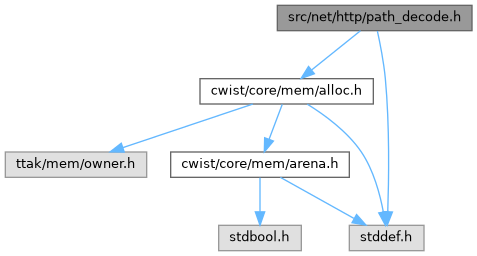 src/net/http/path_decode.h
cwist/core/mem/alloc.h
ttak/mem/owner.h
cwist/core/mem/arena.h
stdbool.h
stddef.h